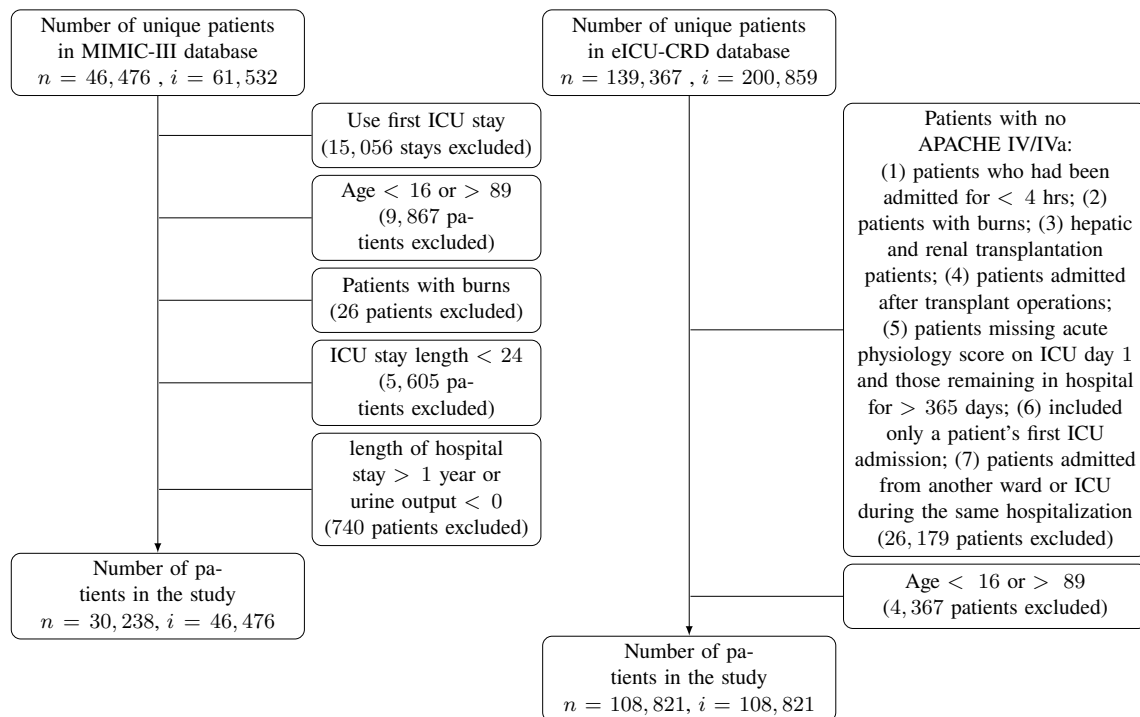 Number of unique patients
in MIMIC-III database
n = 46,476 , i = 61,532
Use first ICU stay
(15,056 stays excluded)
Age < 16 or > 89
(9,867 pa-
tients excluded)
Patients with burns
(26 patients excluded)
ICU stay length < 24
(5,605 pa-
tients excluded)
length of hospital
stay > 1 year or
urine output < 0
(740 patients excluded)
Number of pa-
tients in the study
n = 30,238, i = 46,476
Number of unique patients
in eICU-CRD database
n = 139,367 , i = 200,859
Patients with no
APACHE IV/IVa:
(1) patients who had been
admitted for < 4 hrs; (2)
patients with burns; (3) hepatic
and renal transplantation
patients; (4) patients admitted
after transplant operations;
(5) patients missing acute
physiology score on ICU day 1
and those remaining in hospital
for > 365 days; (6) included
only a patient's first ICU
admission; (7) patients admitted
from another ward or ICU
during the same hospitalization
(26,179 patients excluded)
Age < 16 or > 89
(4,367 patients excluded)
Number of pa-
tients in the study
n = 108,821, i = 108,821